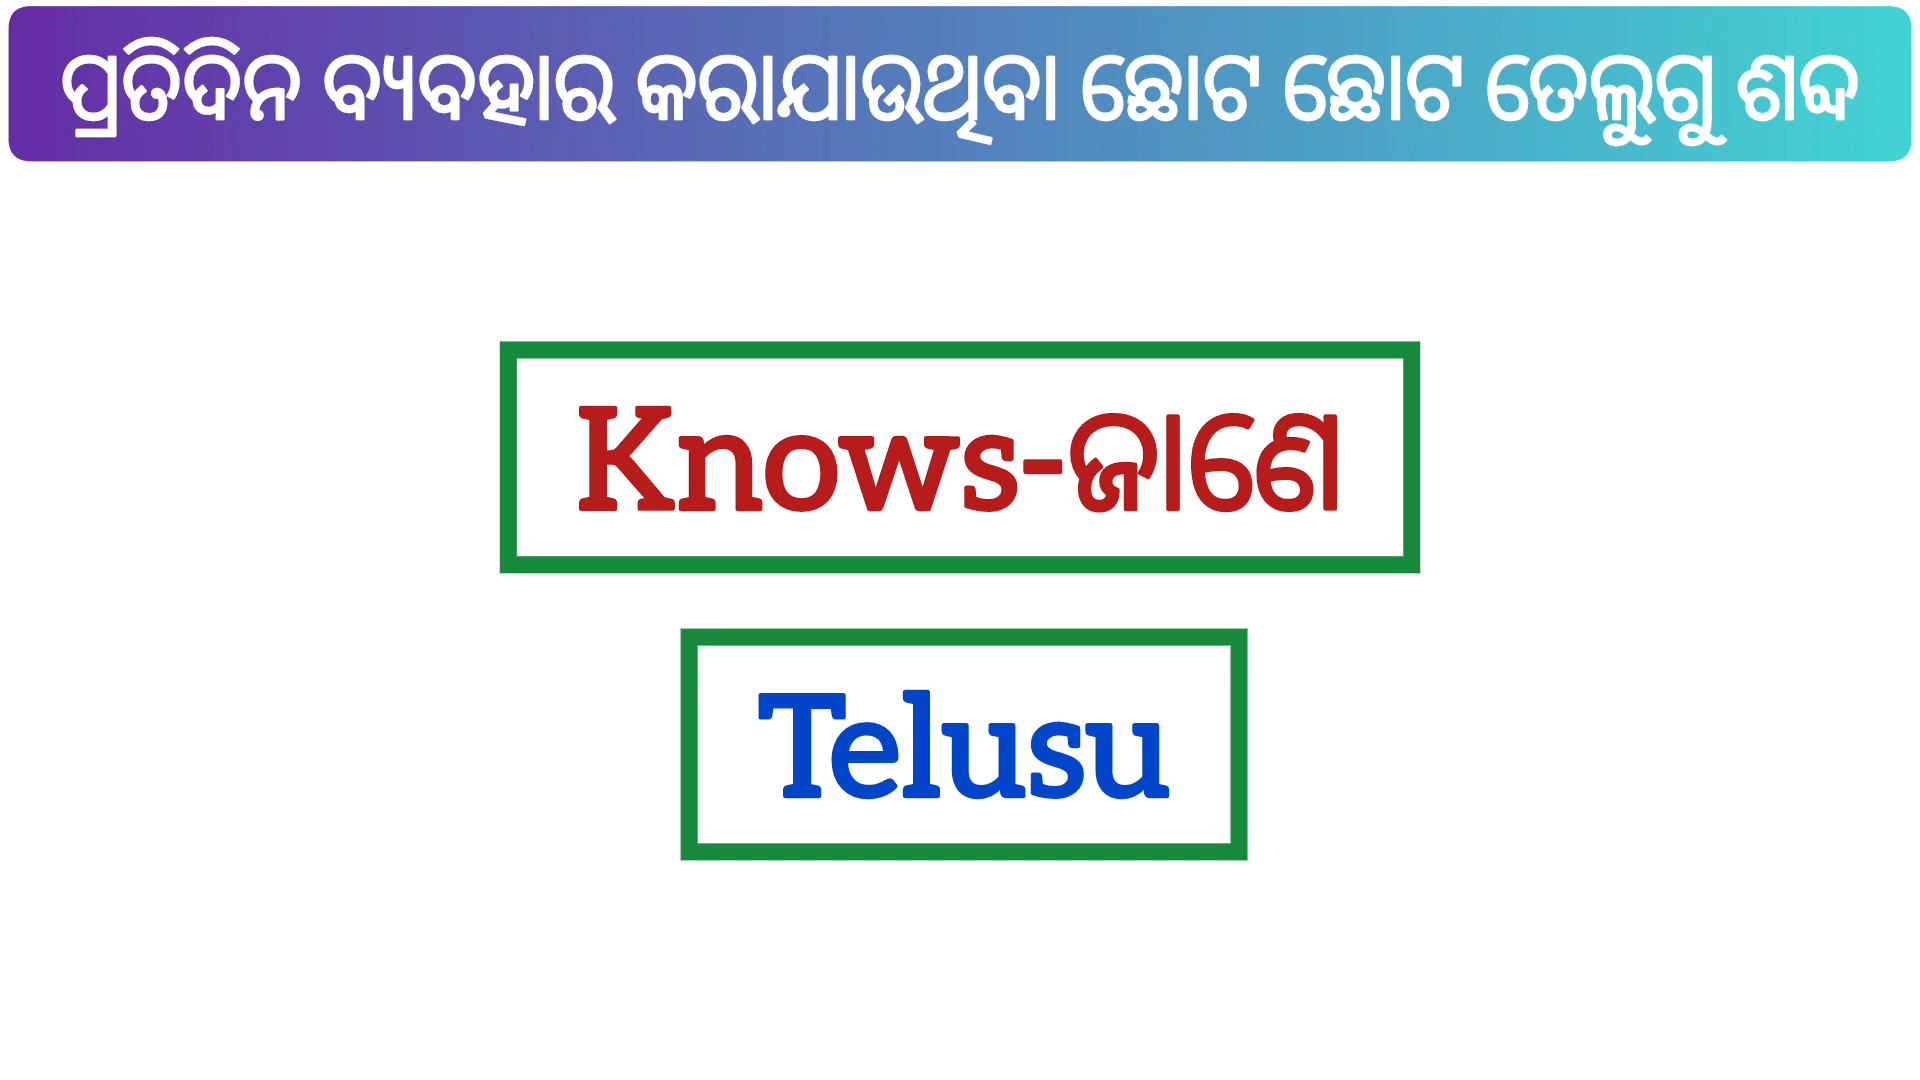 ପ୍ରତିଦିନ ବ୍ୟବହାର କରାଯାଉଥିବା ଛୋଟ ଛୋଟ ତେଲୁଗୁ ଶବ୍ଦ
Knows-ଜାଣେ
Telusu